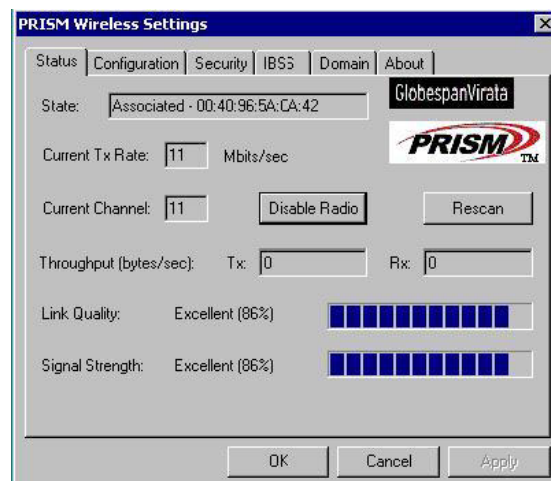 PRISM Wireless Settings
Status Configuration Security IBSS Domain About
GlobespanVirata
State: Associated - 00:40:96:5A:CA:42
PRISM TM
Current Tx Rate: 11 Mbits/sec
Current Channel: 11 Disable Radio Rescan
Throughput (bytes/sec): Tx: 0 Rx: 0
Link Quality: Excellent (86%)
Signal Strength: Excellent (86%)
OK Cancel Apply